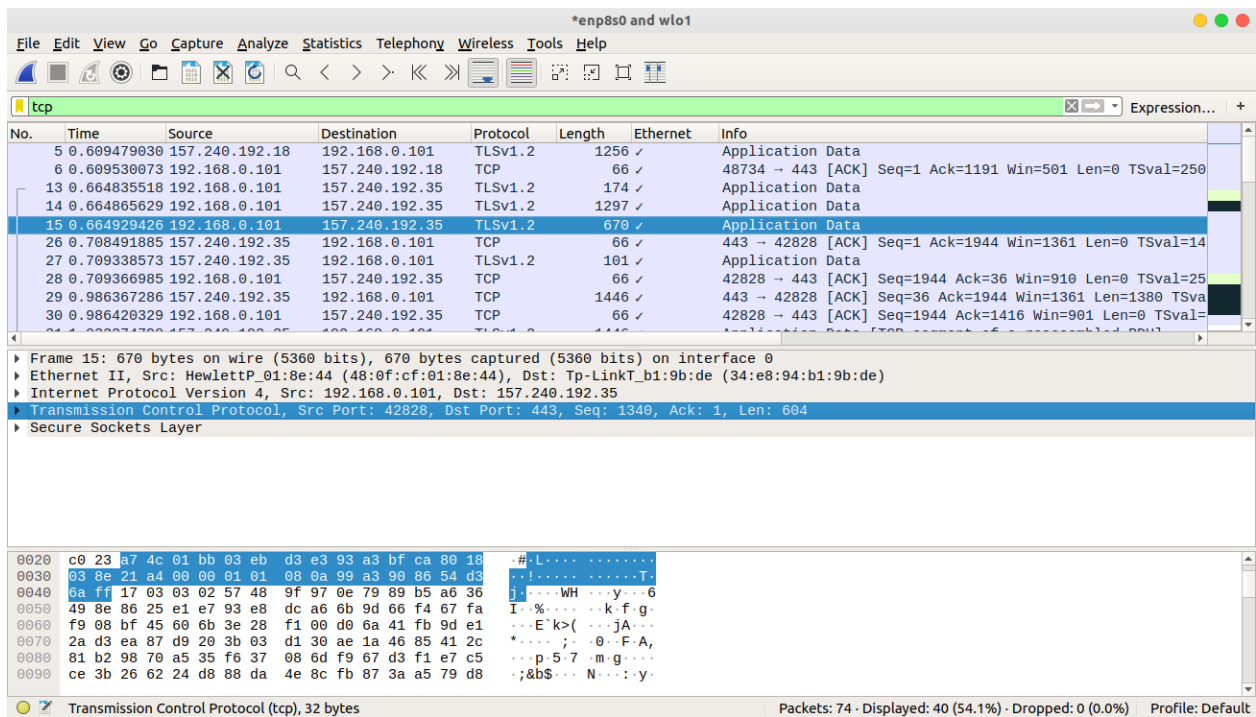 *enp8s0 and wlo1
File Edit View Go Capture Analyze Statistics Telephony Wireless Tools Help
tcp Expression... +
No. Time Source Destination Protocol Length Ethernet Info
5 0.609479030 157.240.192.18 192.168.0.101 TLSv1.2 1256 ✓ Application Data
6 0.609530073 192.168.0.101 157.240.192.18 TCP 66 ✓ 48734 → 443 [ACK] Seq=1 Ack=1191 Win=501 Len=0 TSval=250
13 0.664835518 192.168.0.101 157.240.192.35 TLSv1.2 174 ✓ Application Data
14 0.664865629 192.168.0.101 157.240.192.35 TLSv1.2 1297 ✓ Application Data
15 0.664929426 192.168.0.101 157.240.192.35 TLSv1.2 670 ✓ Application Data
26 0.708491885 157.240.192.35 192.168.0.101 TCP 66 ✓ 443 → 42828 [ACK] Seq=1 Ack=1944 Win=1361 Len=0 TSval=14
27 0.709338573 157.240.192.35 192.168.0.101 TLSv1.2 101 ✓ Application Data
28 0.709366985 192.168.0.101 157.240.192.35 TCP 66 ✓ 42828 → 443 [ACK] Seq=1944 Ack=36 Win=910 Len=0 TSval=25
29 0.986367286 157.240.192.35 192.168.0.101 TCP 1446 ✓ 443 → 42828 [ACK] Seq=36 Ack=1944 Win=1361 Len=1380 TSva
30 0.986420329 192.168.0.101 157.240.192.35 TCP 66 ✓ 42828 → 443 [ACK] Seq=1944 Ack=1416 Win=901 Len=0 TSval=
Frame 15: 670 bytes on wire (5360 bits), 670 bytes captured (5360 bits) on interface 0
Ethernet II, Src: HewlettP_01:8e:44 (48:0f:cf:01:8e:44), Dst: Tp-LinkT_b1:9b:de (34:e8:94:b1:9b:de)
Internet Protocol Version 4, Src: 192.168.0.101, Dst: 157.240.192.35
Transmission Control Protocol, Src Port: 42828, Dst Port: 443, Seq: 1340, Ack: 1, Len: 604
Secure Sockets Layer
0020 c0 23 a7 4c 01 bb 03 eb d3 e3 93 a3 bf ca 80 18 ·#·L···· ········
0030 03 8e 21 a4 00 00 01 01 08 0a 99 a3 90 86 54 d3 ··!····· ······T·
0040 6a ff 17 03 03 02 57 48 9f 97 0e 79 89 b5 a6 36 j·····WH ···y···6
0050 49 8e 86 25 e1 e7 93 e8 dc a6 6b 9d 66 f4 67 fa I··%···· ··k·f·g·
0060 f9 08 bf 45 60 6b 3e 28 f1 00 d0 6a 41 fb 9d e1 ···E`k>( ···jA···
0070 2a d3 ea 87 d9 20 3b 03 d1 30 ae 1a 46 85 41 2c *···· ;· ·0··F·A,
0080 81 b2 98 70 a5 35 f6 37 08 6d f9 67 d3 f1 e7 c5 ···p·5·7 ·m·g····
0090 ce 3b 26 62 24 d8 88 da 4e 8c fb 87 3a a5 79 d8 ·;&b$··· N···:·y·
Transmission Control Protocol (tcp), 32 bytes Packets: 74 · Displayed: 40 (54.1%) · Dropped: 0 (0.0%) Profile: Default